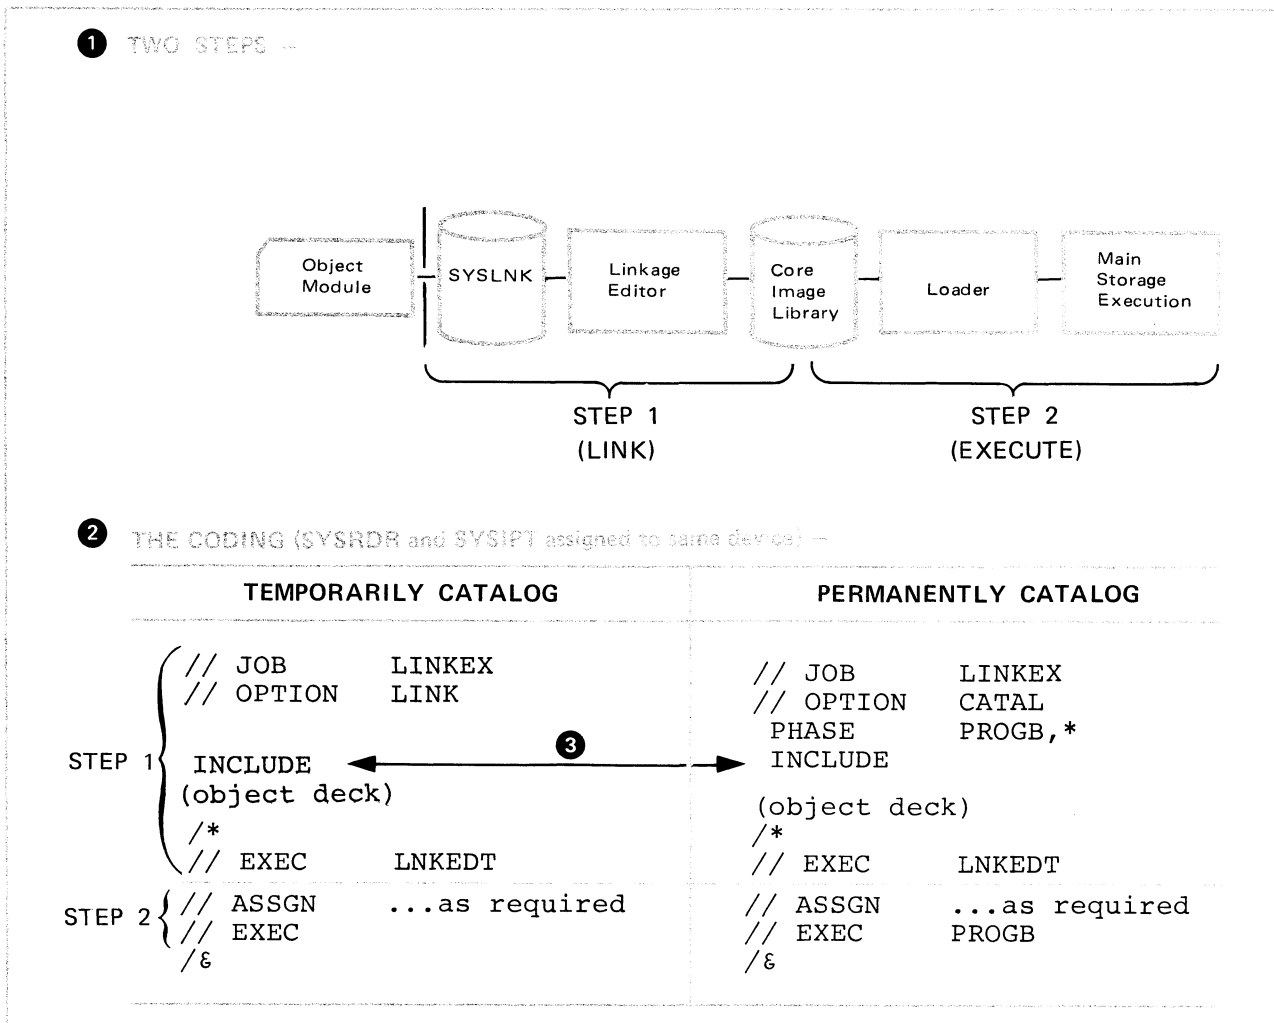 1 TWO STEPS —
Object
Module
SYSLNK
Linkage
Editor
Core
Image
Library
Loader
Main
Storage
Execution
STEP 1
(LINK)
STEP 2
(EXECUTE)
2 THE CODING (SYSRDR and SYSIPT assigned to same device) —
TEMPORARILY CATALOG
STEP 1
// JOB LINKEX
// OPTION LINK
INCLUDE
(object deck)
/*
// EXEC LNKEDT
STEP 2
// ASSGN ...as required
// EXEC
/&
3
PERMANENTLY CATALOG
// JOB LINKEX
// OPTION CATAL
PHASE PROGB,*
INCLUDE
(object deck)
/*
// EXEC LNKEDT
// ASSGN ...as required
// EXEC PROGB
/&